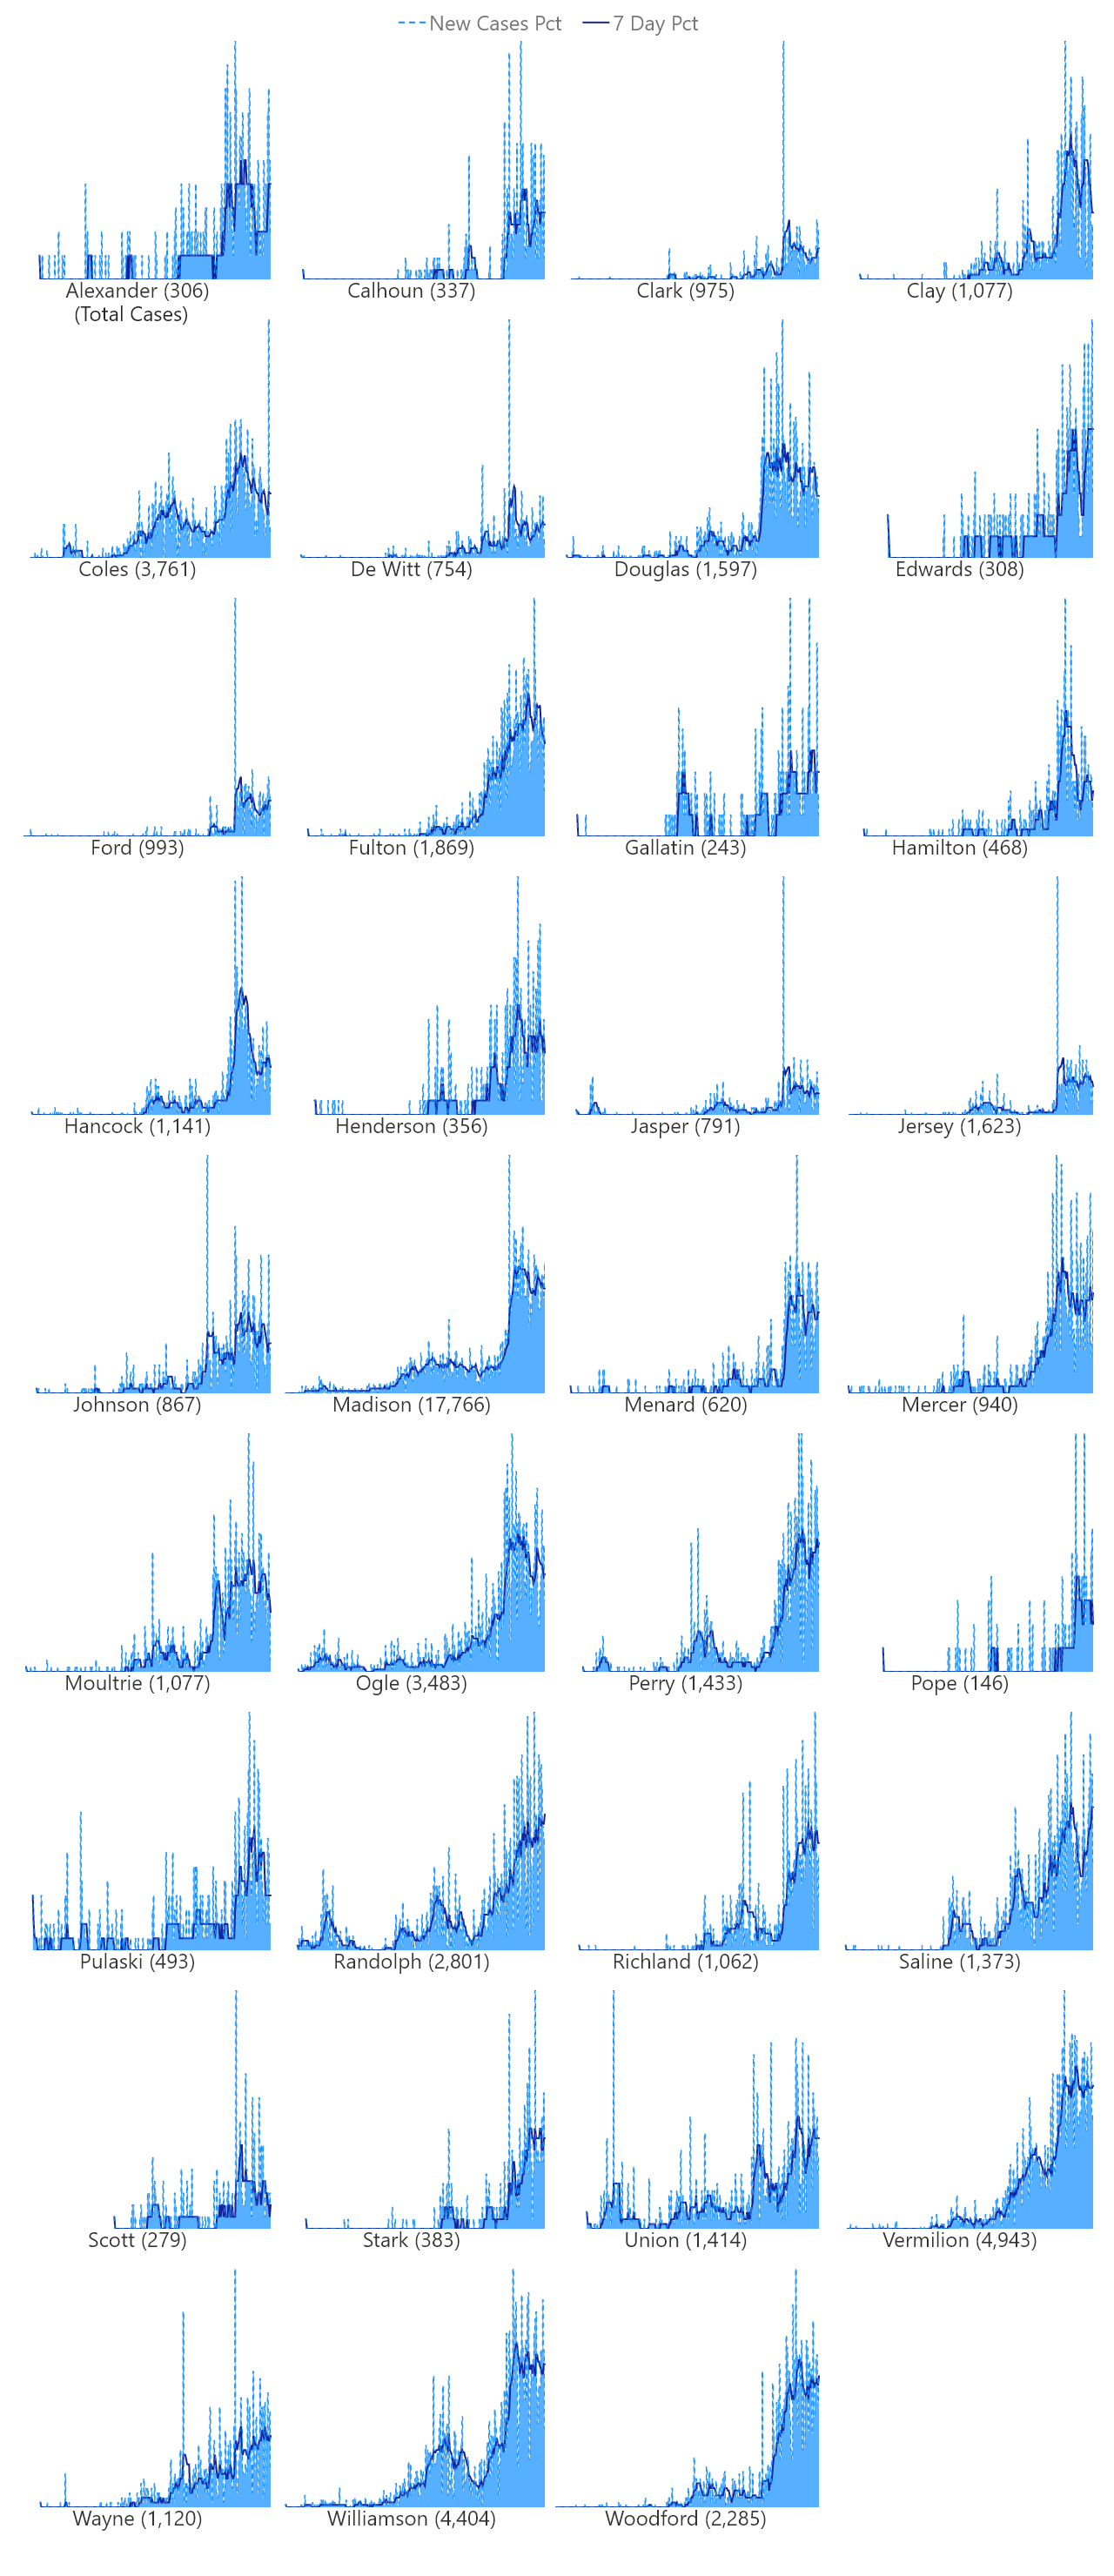 New Cases Pct 7 Day Pct
Alexander (306) Calhoun (337) Clark (975) Clay (1,077)
(Total Cases)
Coles (3,761) De Witt (754) Douglas (1,597) Edwards (308)
Ford (993) Fulton (1,869) Gallatin (243) Hamilton (468)
Hancock (1,141) Henderson (356) Jasper (791) Jersey (1,623)
Johnson (867) Madison (17,766) Menard (620) Mercer (940)
Moultrie (1,077) Ogle (3,483) Perry (1,433) Pope (146)
Pulaski (493) Randolph (2,801) Richland (1,062) Saline (1,373)
Scott (279) Stark (383) Union (1,414) Vermilion (4,943)
Wayne (1,120) Williamson (4,404) Woodford (2,285)